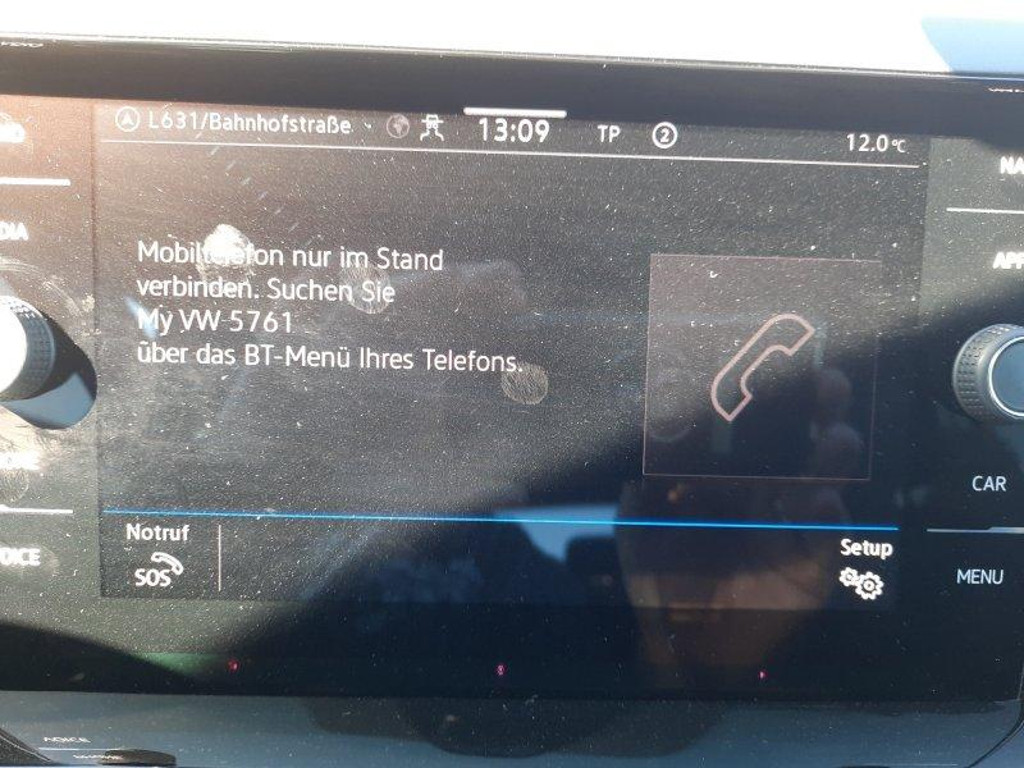 L631/Bahnhofstraße
13:09
TP
2
12.0°C
Mobiltelefon nur im Stand
verbinden. Suchen Sie
My VW 5761
über das BT-Menü Ihres Telefons.
CAR
Notruf
SOS
Setup
MENU